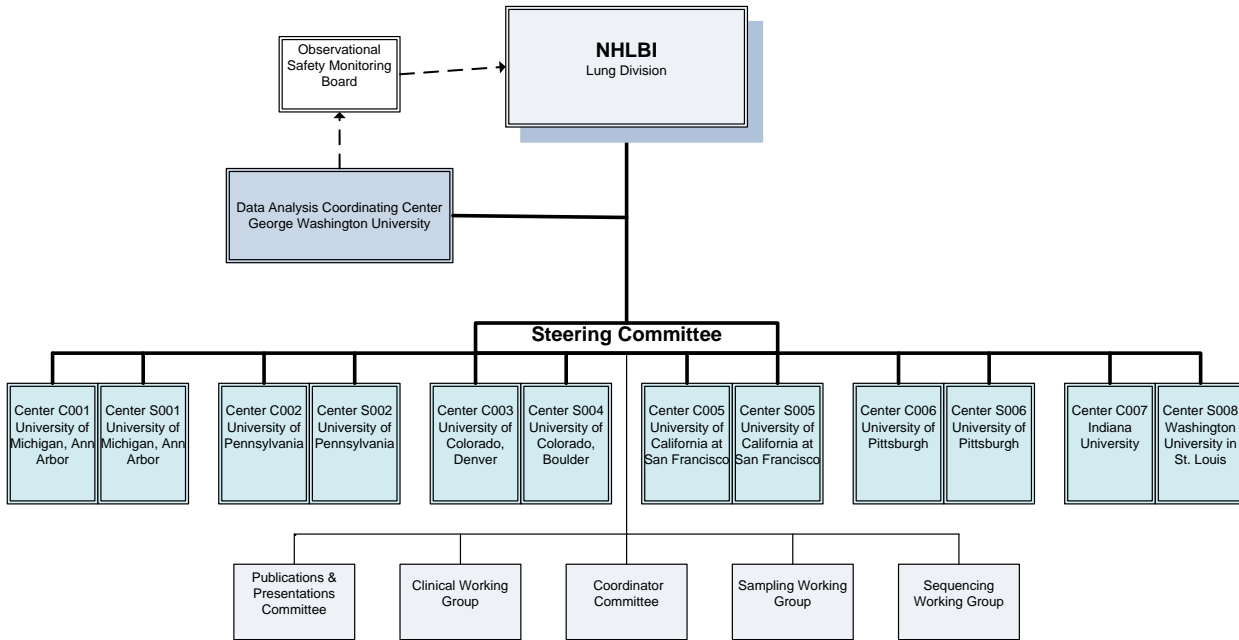 Observational
Safety Monitoring
Board
NHLBI
Lung Division
Data Analysis Coordinating Center
George Washington University
Steering Committee
Center C001
University of
Michigan, Ann
Arbor
Center S001
University of
Michigan, Ann
Arbor
Center C002
University of
Pennsylvania
Center S002
University of
Pennsylvania
Center C003
University of
Colorado,
Denver
Center S004
University of
Colorado,
Boulder
Center C005
University of
California at
San Francisco
Center S005
University of
California at
San Francisco
Center C006
University of
Pittsburgh
Center S006
University of
Pittsburgh
Center C007
Indiana
University
Center S008
Washington
University in
St. Louis
Publications &
Presentations
Committee
Clinical Working
Group
Coordinator
Committee
Sampling Working
Group
Sequencing
Working Group